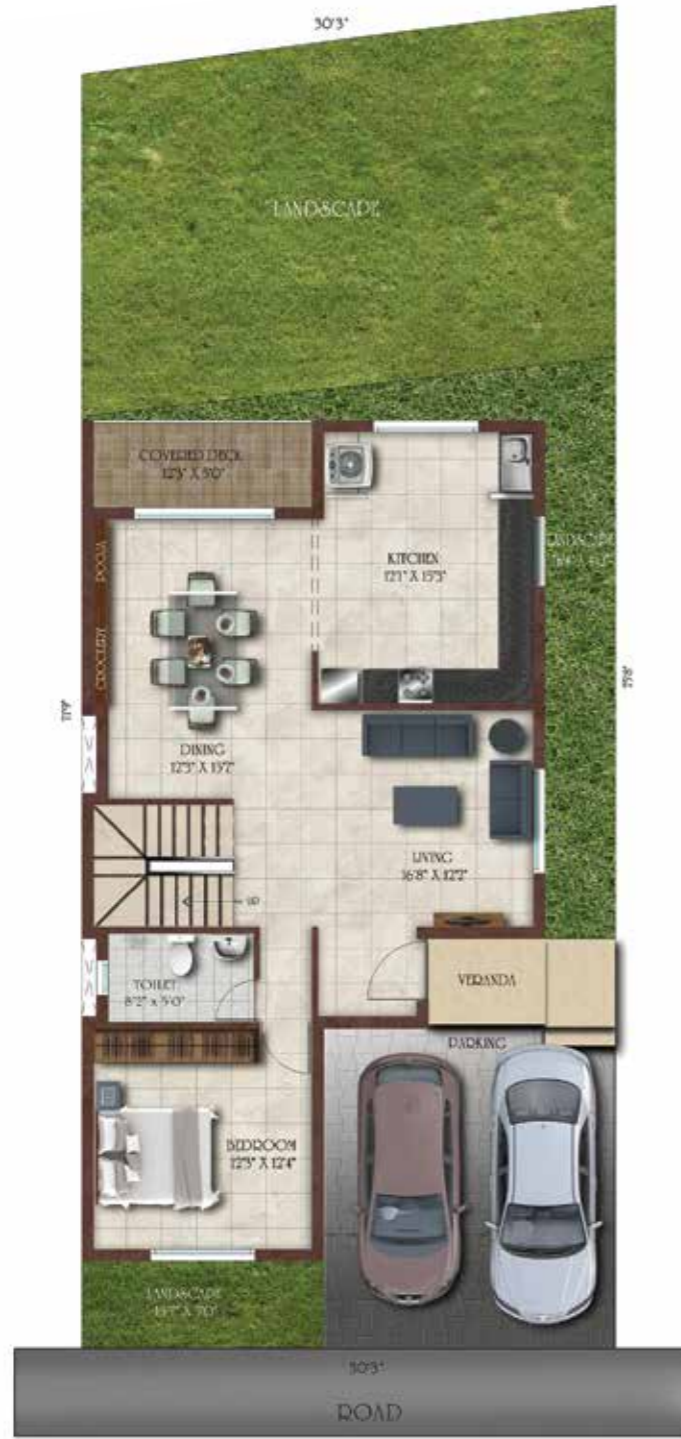 30'3"
LANDSCAPE
COVERED DECK
12'3" X 5'0"
POOJA
KITCHEN
12'1" X 15'3"
LANDSCAPE
CROCKERY
DINING
12'3" X 15'2"
LIVING
16'8" X 12'2"
UP
TOILET
8'2" x 5'0"
VERANDA
PARKING
BEDROOM
12'3" X 12'4"
LANDSCAPE
30'3"
ROAD